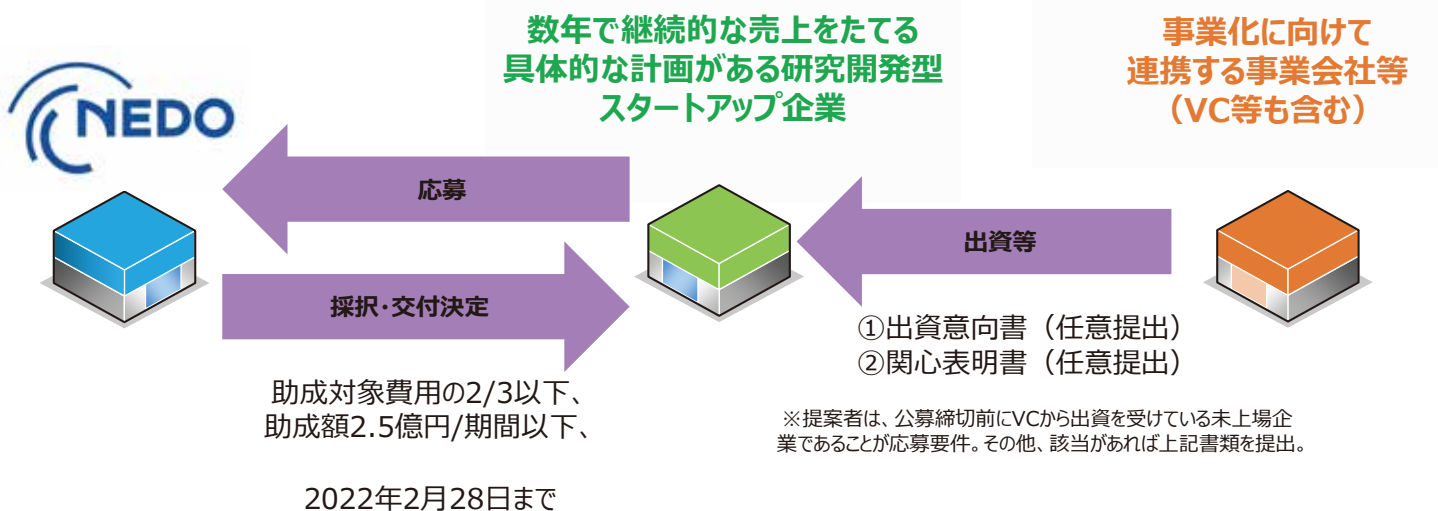 NEDO
数年で継続的な売上をたてる
具体的な計画がある研究開発型
スタートアップ企業
事業化に向けて
連携する事業会社等
（VC等も含む）
応募
出資等
採択・交付決定
①出資意向書（任意提出）
②関心表明書（任意提出）
助成対象費用の2/3以下、
助成額2.5億円/期間以下、
※提案者は、公募締切前にVCから出資を受けている未上場企
業であることが応募要件。その他、該当があれば上記書類を提出。
2022年2月28日まで